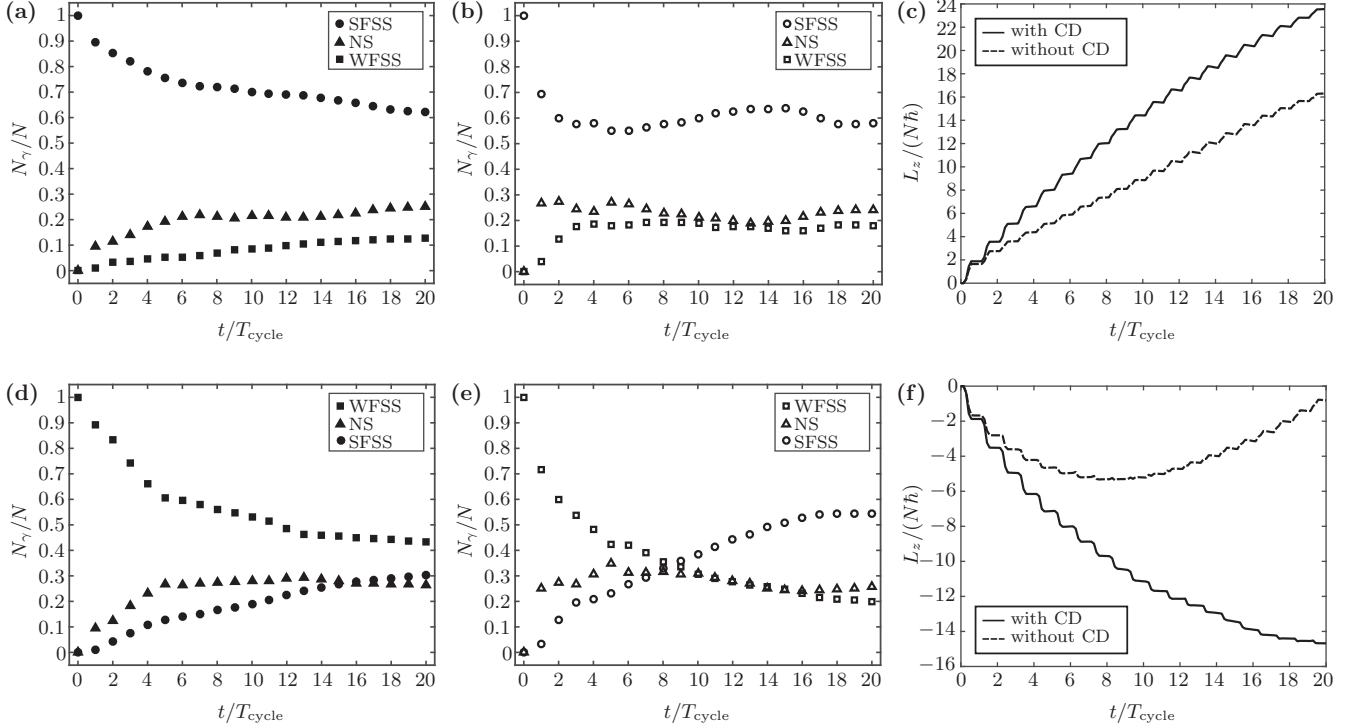 (a)
1
0.9
0.8
0.7
0.6
0.5
0.4
0.3
0.2
0.1
0
N_γ/N
SFSS
NS
WFSS
0 2 4 6 8 10 12 14 16 18 20
t/T_cycle
(b)
1
0.9
0.8
0.7
0.6
0.5
0.4
0.3
0.2
0.1
0
N_γ/N
SFSS
NS
WFSS
0 2 4 6 8 10 12 14 16 18 20
t/T_cycle
(c)
24
22
20
18
16
14
12
10
8
6
4
2
0
L_z/(Nℏ)
with CD
without CD
0 2 4 6 8 10 12 14 16 18 20
t/T_cycle
(d)
1
0.9
0.8
0.7
0.6
0.5
0.4
0.3
0.2
0.1
0
N_γ/N
WFSS
NS
SFSS
0 2 4 6 8 10 12 14 16 18 20
t/T_cycle
(e)
1
0.9
0.8
0.7
0.6
0.5
0.4
0.3
0.2
0.1
0
N_γ/N
WFSS
NS
SFSS
0 2 4 6 8 10 12 14 16 18 20
t/T_cycle
(f)
0
−2
−4
−6
−8
−10
−12
−14
−16
L_z/(Nℏ)
with CD
without CD
0 2 4 6 8 10 12 14 16 18 20
t/T_cycle